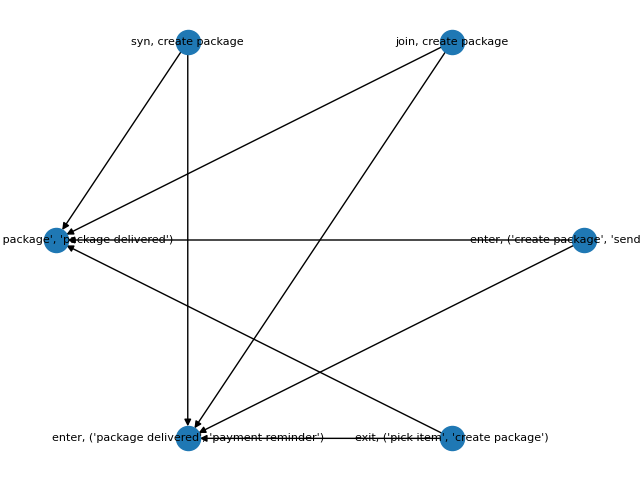 syn, create package
join, create package
package', 'package delivered')
enter, ('create package', 'send
enter, ('package delivered', 'payment reminder')
exit, ('pick item', 'create package')